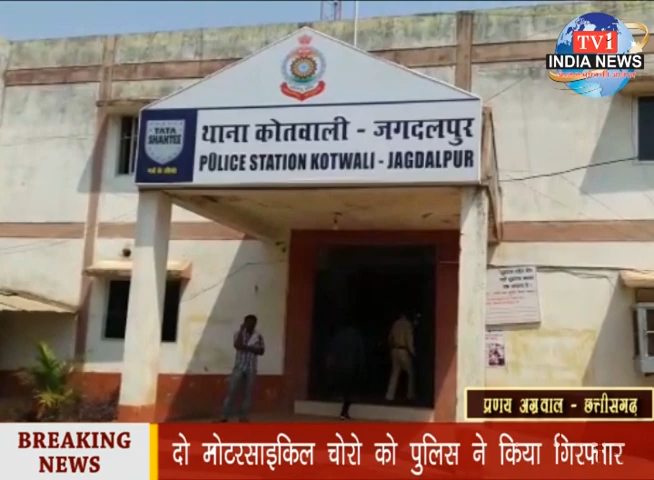 TV1
INDIA NEWS
थाना कोतवाली - जगदलपुर
TATA
SHAKTEE
POLICE STATION KOTWALI - JAGDALPUR
प्रणय अग्रवाल - छत्तीसगढ़
BREAKING
NEWS
दो मोटरसाइकिल चोरो को पुलिस ने किया गिरफ्तार